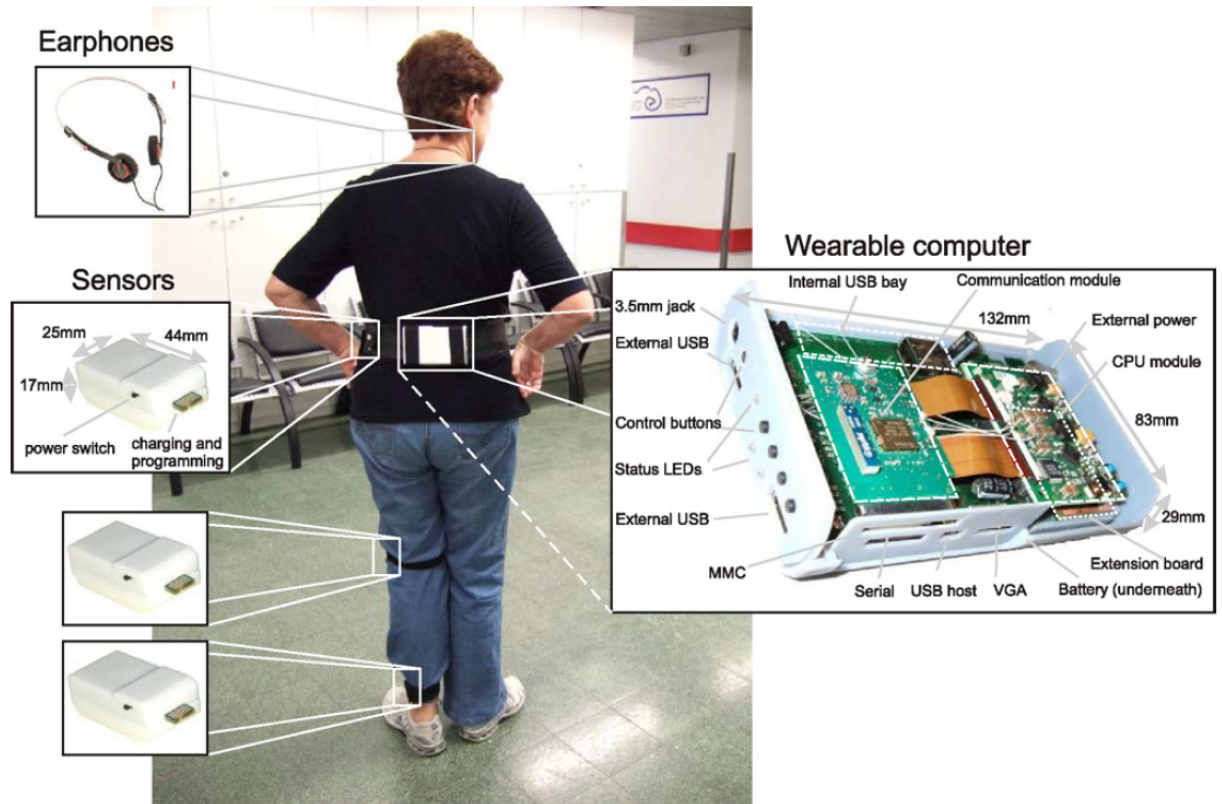 Earphones
Sensors
25mm
44mm
17mm
power switch
charging and
programming
Wearable computer
Internal USB bay
Communication module
3.5mm jack
132mm
External power
External USB
CPU module
Control buttons
83mm
Status LEDs
External USB
29mm
MMC
Extension board
Serial
USB host
VGA
Battery (underneath)